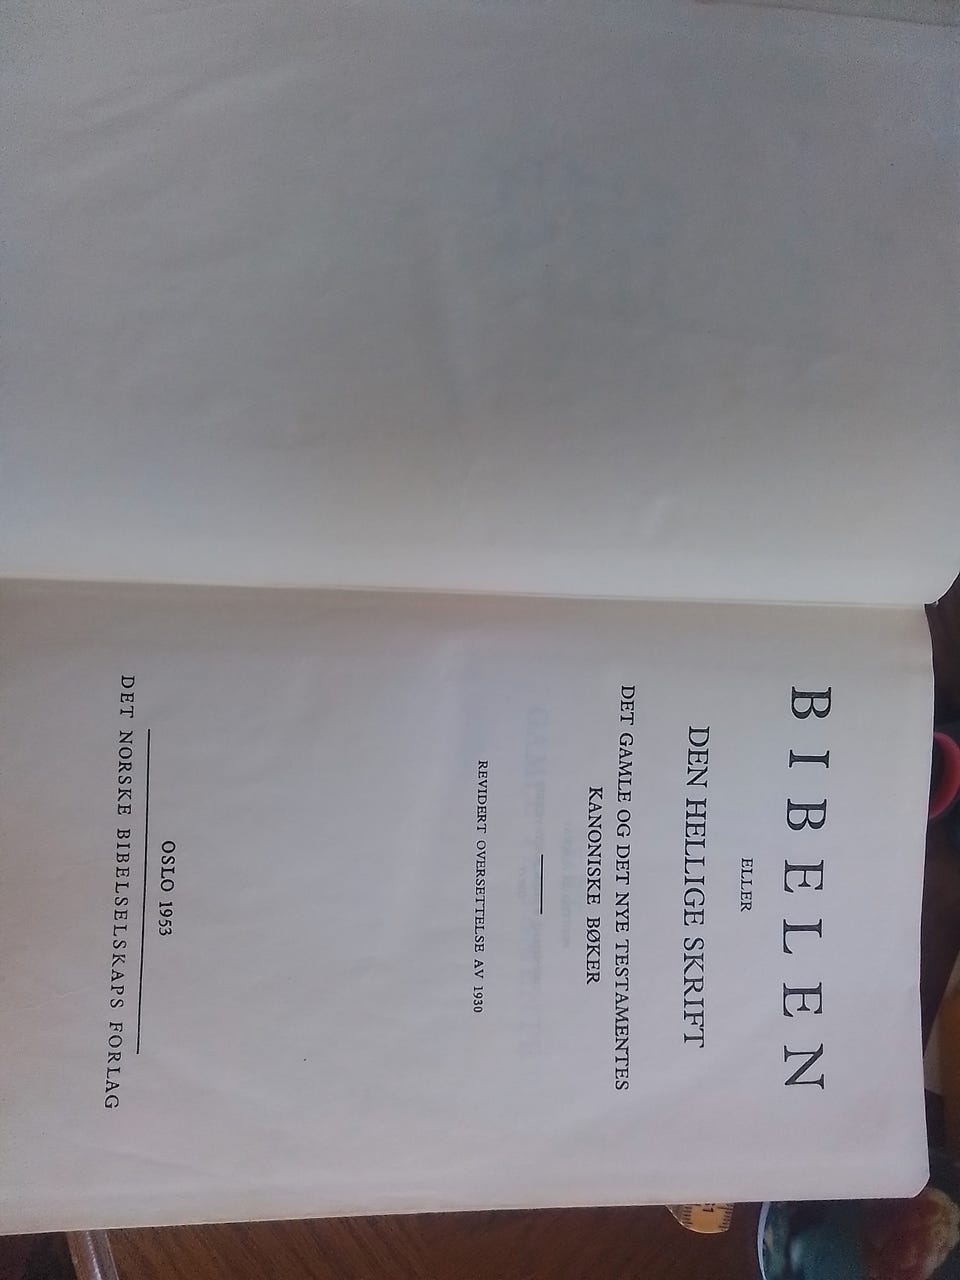 BIBELEN
ELLER
DEN HELLIGE SKRIFT
DET GAMLE OG DET NYE TESTAMENTES
KANONISKE BØKER
REVIDERT OVERSETTELSE AV 1930
OSLO 1953
DET NORSKE BIBELSELSKAPS FORLAG